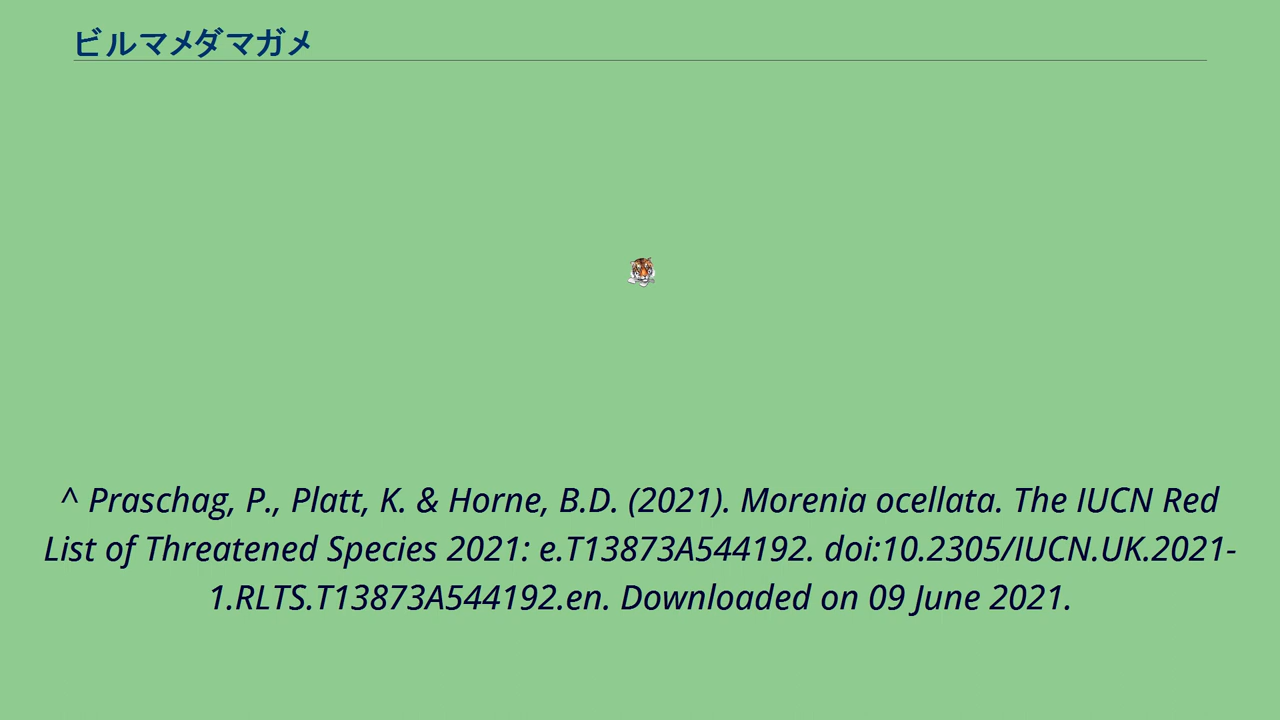 ビルマメダマガメ
^ Praschag, P., Platt, K. & Horne, B.D. (2021). Morenia ocellata. The IUCN Red
List of Threatened Species 2021: e.T13873A544192. doi:10.2305/IUCN.UK.2021-
1.RLTS.T13873A544192.en. Downloaded on 09 June 2021.